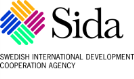 Sida
SWEDISH INTERNATIONAL DEVELOPMENT
COOPERATION AGENCY